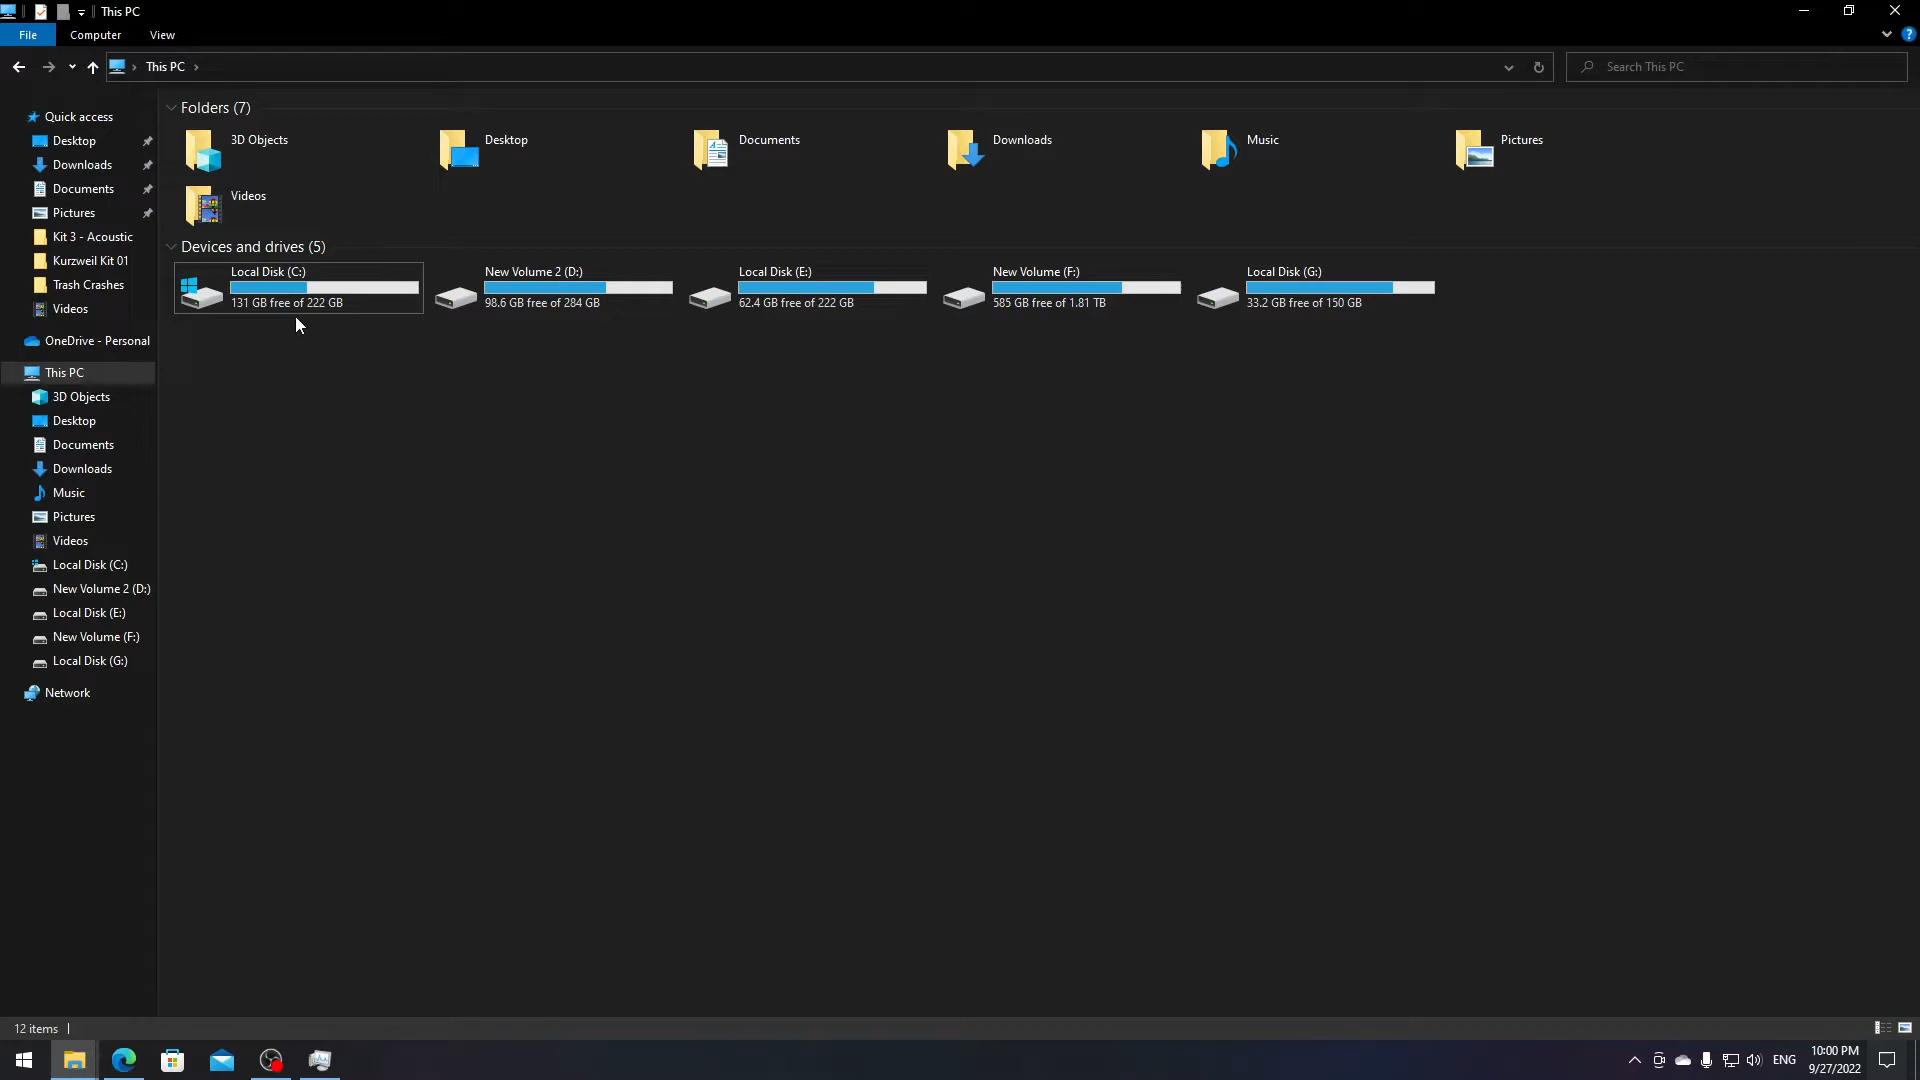 This PC
File Computer View
This PC
Search This PC
Quick access
Desktop
Downloads
Documents
Pictures
Kit 3 - Acoustic
Kurzweil Kit 01
Trash Crashes
Videos
OneDrive - Personal
This PC
3D Objects
Desktop
Documents
Downloads
Music
Pictures
Videos
Local Disk (C:)
New Volume 2 (D:)
Local Disk (E:)
New Volume (F:)
Local Disk (G:)
Network
Folders (7)
3D Objects
Desktop
Documents
Downloads
Music
Pictures
Videos
Devices and drives (5)
Local Disk (C:)
131 GB free of 222 GB
New Volume 2 (D:)
98.6 GB free of 284 GB
Local Disk (E:)
62.4 GB free of 222 GB
New Volume (F:)
585 GB free of 1.81 TB
Local Disk (G:)
33.2 GB free of 150 GB
12 items
ENG
10:00 PM
9/27/2022